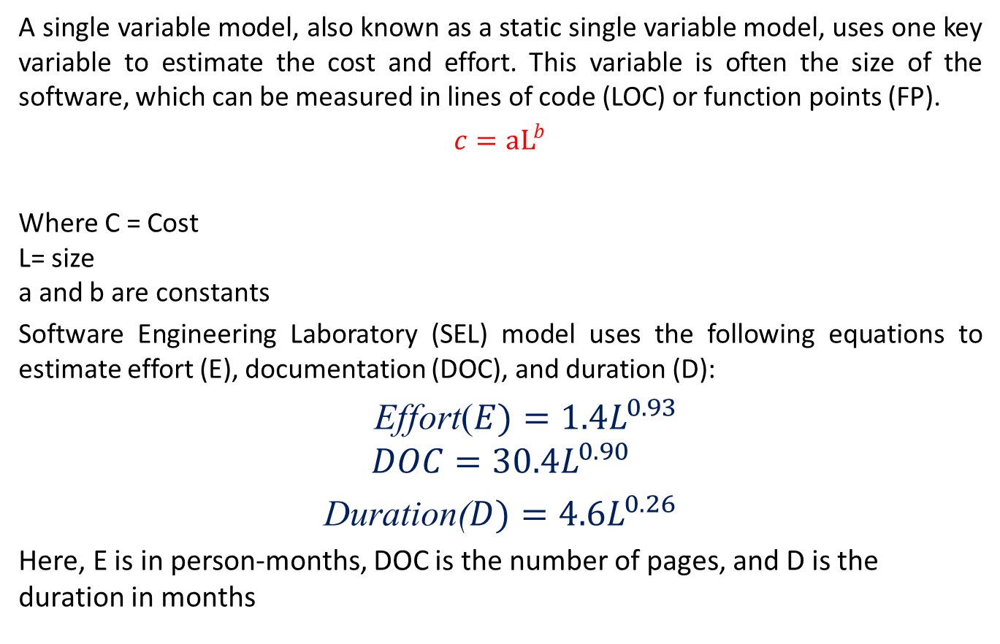 A single variable model, also known as a static single variable model, uses one key
variable to estimate the cost and effort. This variable is often the size of the
software, which can be measured in lines of code (LOC) or function points (FP).
c = aL^b
Where C = Cost
L= size
a and b are constants
Software Engineering Laboratory (SEL) model uses the following equations to
estimate effort (E), documentation (DOC), and duration (D):
Effort(E) = 1.4L^0.93
DOC = 30.4L^0.90
Duration(D) = 4.6L^0.26
Here, E is in person-months, DOC is the number of pages, and D is the
duration in months